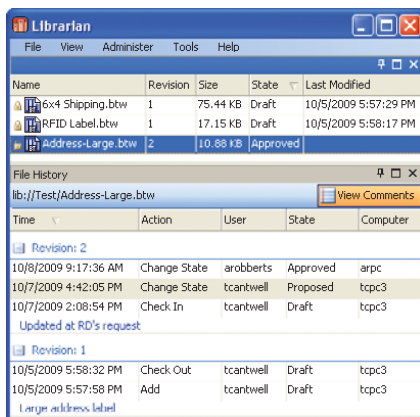 Librarian
File View Administer Tools Help
Name Revision Size State Last Modified
6x4 Shipping.btw 1 75.44 KB Draft 10/5/2009 5:57:29 PM
RFID Label.btw 1 17.15 KB Draft 10/5/2009 5:58:17 PM
Address-Large.btw 2 10.88 KB Approved
File History
lib://Test/Address-Large.btw View Comments
Time Action User State Computer
Revision: 2
10/8/2009 9:17:36 AM Change State arobberts Approved arpc
10/7/2009 4:42:05 PM Change State tcantwell Proposed tcpc3
10/7/2009 2:08:54 PM Check In tcantwell Draft tcpc3
Updated at RD's request
Revision: 1
10/5/2009 5:58:32 PM Check Out tcantwell Draft tcpc3
10/5/2009 5:57:58 PM Add tcantwell Draft tcpc3
Large address label